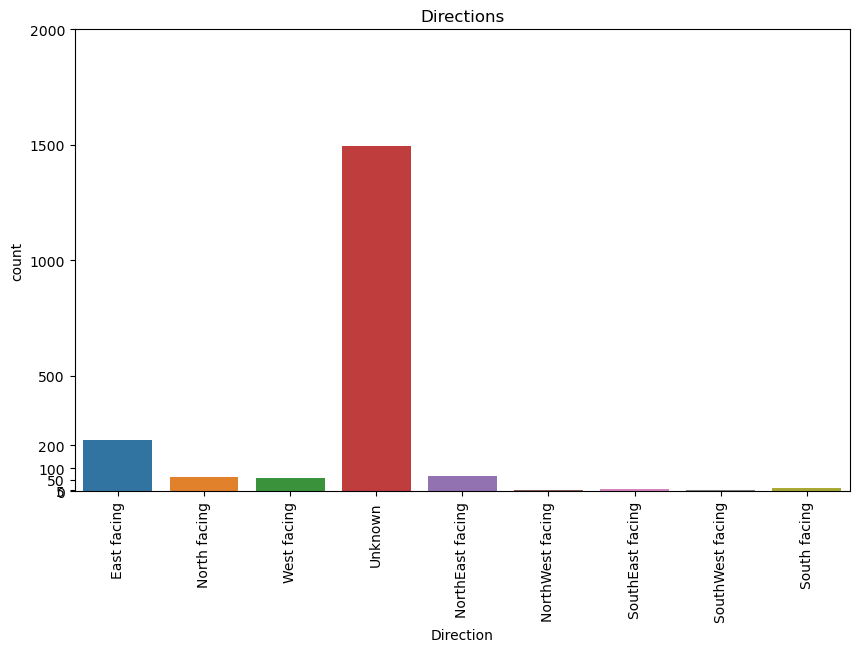 Directions
2000
1500
1000
500
200
100
50
5
0
count
East facing
North facing
West facing
Unknown
NorthEast facing
NorthWest facing
SouthEast facing
SouthWest facing
South facing
Direction